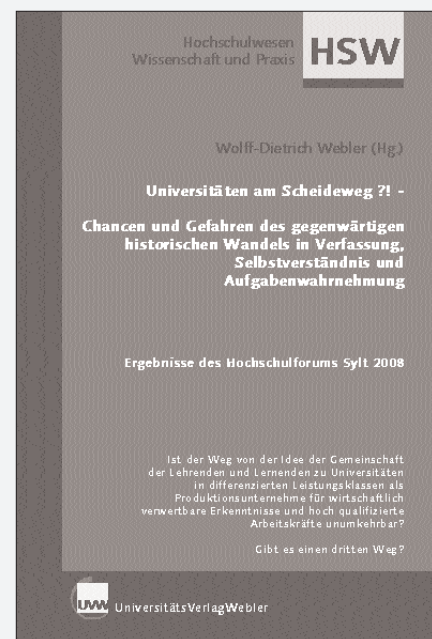 Hochschulwesen
Wissenschaft und Praxis
HSW
Wolff-Dietrich Webler (Hg.)
Universitäten am Scheideweg ?! -
Chancen und Gefahren des gegenwärtigen
historischen Wandels in Verfassung,
Selbstverständnis und
Aufgabenwahrnehmung
Ergebnisse des Hochschulforums Sylt 2008
Ist der Weg von der Idee der Gemeinschaft
der Lehrenden und Lernenden zu Universitäten
in differenzierten Leistungsklassen als
Produktionsunternehme für wirtschaftlich
verwertbare Erkenntnisse und hoch qualifizierte
Arbeitskräfte unumkehrbar?
Gibt es einen dritten Weg?
UVW UniversitätsVerlagWebler